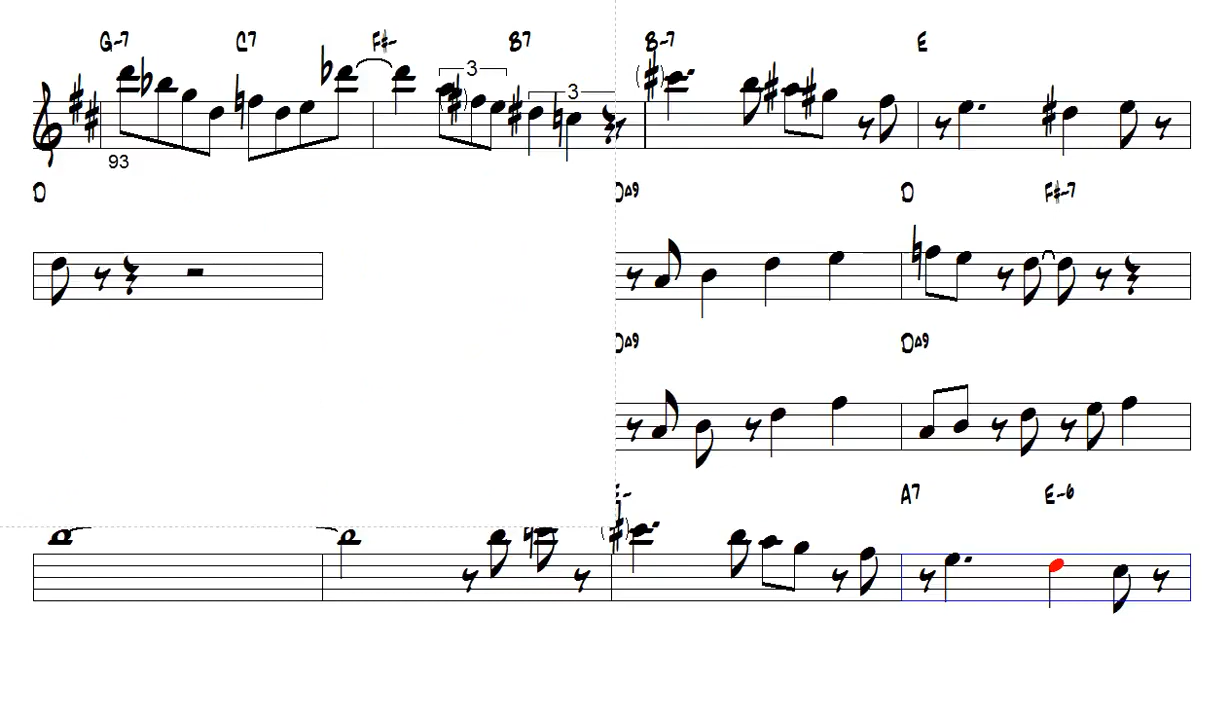 G-7 C7 F#- B7 B-7 E
3 3
93
D D△9 D F#-7
D△9 D△9
E- A7 E-6